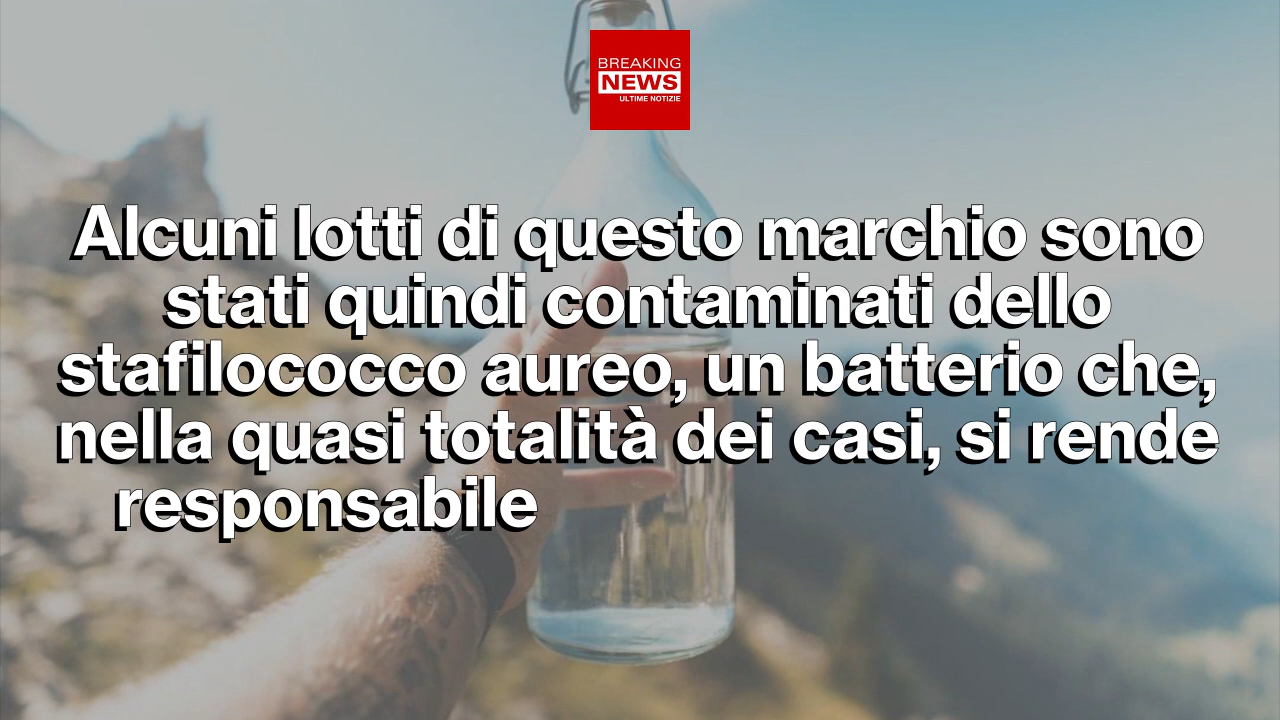 BREAKING
NEWS
ULTIME NOTIZIE
Alcuni lotti di questo marchio sono
stati quindi contaminati dello
stafilococco aureo, un batterio che,
nella quasi totalità dei casi, si rende
responsabile